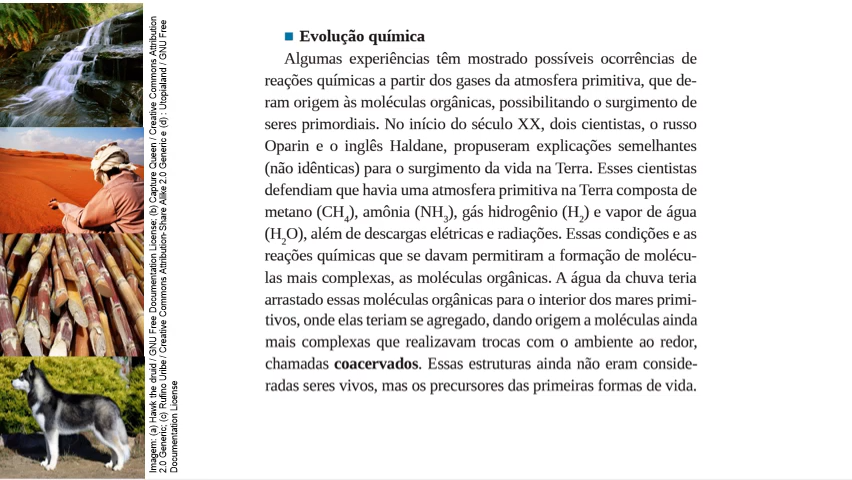 Evolução química
Algumas experiências têm mostrado possíveis ocorrências de
reações químicas a partir dos gases da atmosfera primitiva, que de-
ram origem às moléculas orgânicas, possibilitando o surgimento de
seres primordiais. No início do século XX, dois cientistas, o russo
Oparin e o inglês Haldane, propuseram explicações semelhantes
(não idênticas) para o surgimento da vida na Terra. Esses cientistas
defendiam que havia uma atmosfera primitiva na Terra composta de
metano (CH₄), amônia (NH₃), gás hidrogênio (H₂) e vapor de água
(H₂O), além de descargas elétricas e radiações. Essas condições e as
reações químicas que se davam permitiram a formação de molécu-
las mais complexas, as moléculas orgânicas. A água da chuva teria
arrastado essas moléculas orgânicas para o interior dos mares primi-
tivos, onde elas teriam se agregado, dando origem a moléculas ainda
mais complexas que realizavam trocas com o ambiente ao redor,
chamadas coacervados. Essas estruturas ainda não eram conside-
radas seres vivos, mas os precursores das primeiras formas de vida.
Imagem: (a) Hawk the druid / GNU Free Documentation License; (b) Capture Queen / Creative Commons Attribution
2.0 Generic; (c) Rufino Uribe / Creative Commons Attribution-Share Alike 2.0 Generic e (d) : Utopialand / GNU Free
Documentation License